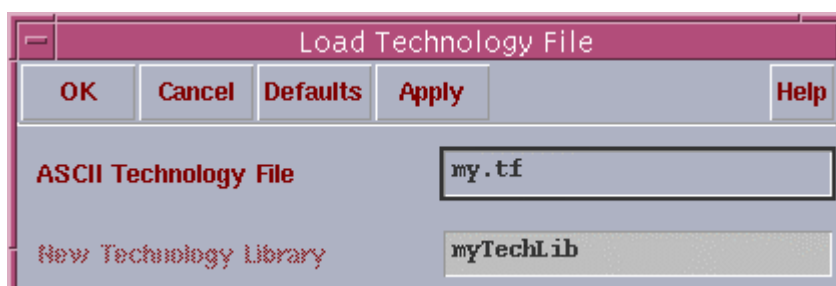 Load Technology File
OK Cancel Defaults Apply Help
ASCII Technology File my.tf
New Technology Library myTechLib